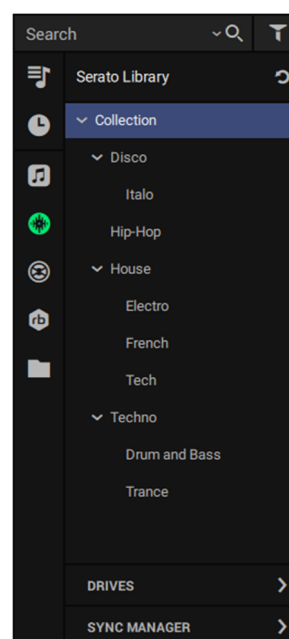 Search
Serato Library
Collection
Disco
Italo
Hip-Hop
House
Electro
French
Tech
Techno
Drum and Bass
Trance
rb
DRIVES
SYNC MANAGER